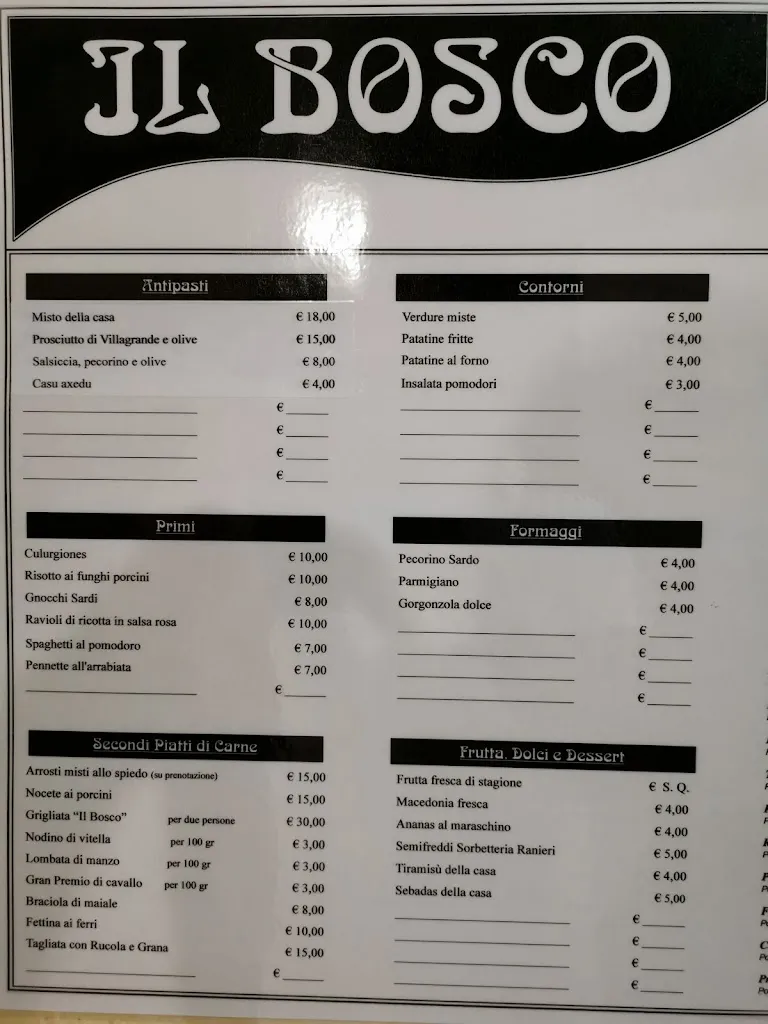 IL BOSCO
Antipasti
Misto della casa € 18,00
Prosciutto di Villagrande e olive € 15,00
Salsiccia, pecorino e olive € 8,00
Casu axedu € 4,00
€
€
€
€
Primi
Culurgiones € 10,00
Risotto ai funghi porcini € 10,00
Gnocchi Sardi € 8,00
Ravioli di ricotta in salsa rosa € 10,00
Spaghetti al pomodoro € 7,00
Pennette all'arrabiata € 7,00
€
Secondi Piatti di Carne
Arrosti misti allo spiedo (su prenotazione) € 15,00
Nocete ai porcini € 15,00
Grigliata “Il Bosco” per due persone € 30,00
Nodino di vitella per 100 gr € 3,00
Lombata di manzo per 100 gr € 3,00
Gran Premio di cavallo per 100 gr € 3,00
Braciola di maiale € 8,00
Fettina ai ferri € 10,00
Tagliata con Rucola e Grana € 15,00
€
Contorni
Verdure miste € 5,00
Patatine fritte € 4,00
Patatine al forno € 4,00
Insalata pomodori € 3,00
€
€
€
€
Formaggi
Pecorino Sardo € 4,00
Parmigiano € 4,00
Gorgonzola dolce € 4,00
€
€
€
€
Frutta, Dolci e Dessert
Frutta fresca di stagione € S. Q.
Macedonia fresca € 4,00
Ananas al maraschino € 4,00
Semifreddi Sorbetteria Ranieri € 5,00
Tiramisù della casa € 4,00
Sebadas della casa € 5,00
€
€
€
€